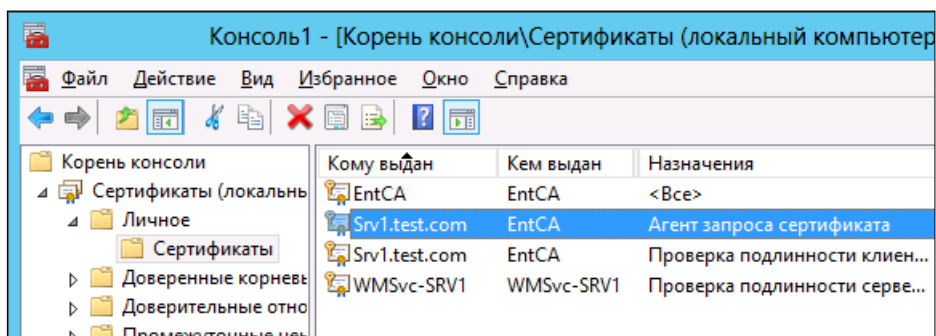 Консоль1 - [Корень консоли\Сертификаты (локальный компьютер
Файл Действие Вид Избранное Окно Справка
Корень консоли
Сертификаты (локальнь
Личное
Сертификаты
Доверенные корневь
Доверительные отно
Кому выдан Кем выдан Назначения
EntCA EntCA <Все>
Srv1.test.com EntCA Агент запроса сертификата
Srv1.test.com EntCA Проверка подлинности клиен...
WMSvc-SRV1 WMSvc-SRV1 Проверка подлинности серве...